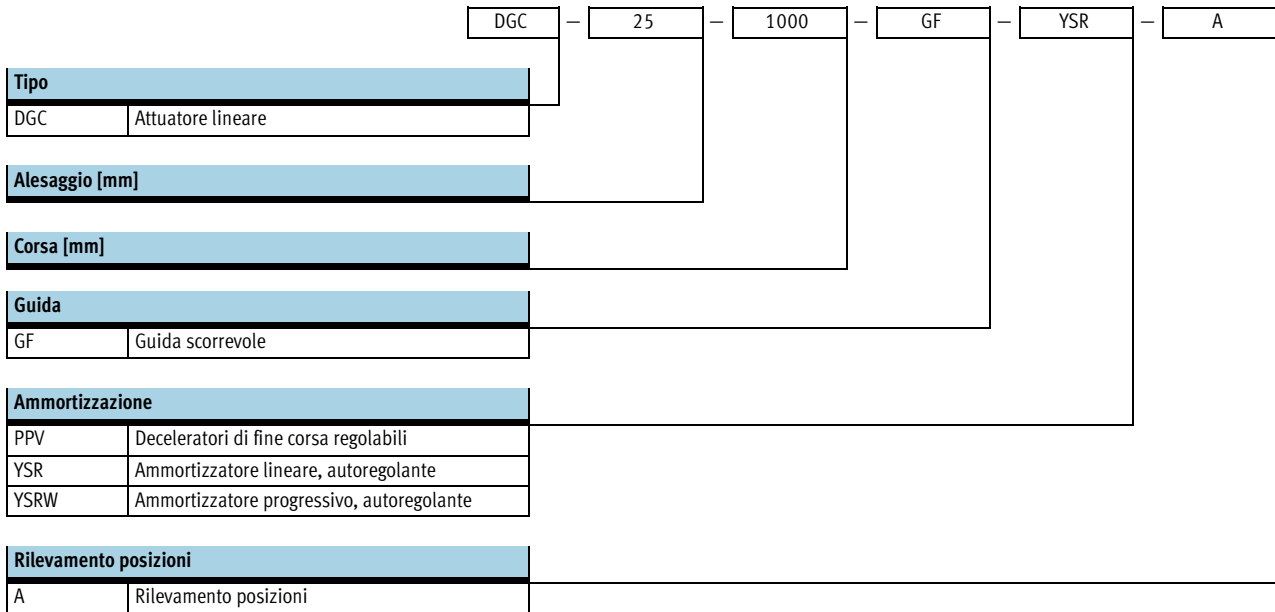 DGC – 25 – 1000 – GF – YSR – A
Tipo
DGC Attuatore lineare
Alesaggio [mm]
Corsa [mm]
Guida
GF Guida scorrevole
Ammortizzazione
PPV Deceleratori di fine corsa regolabili
YSR Ammortizzatore lineare, autoregolante
YSRW Ammortizzatore progressivo, autoregolante
Rilevamento posizioni
A Rilevamento posizioni